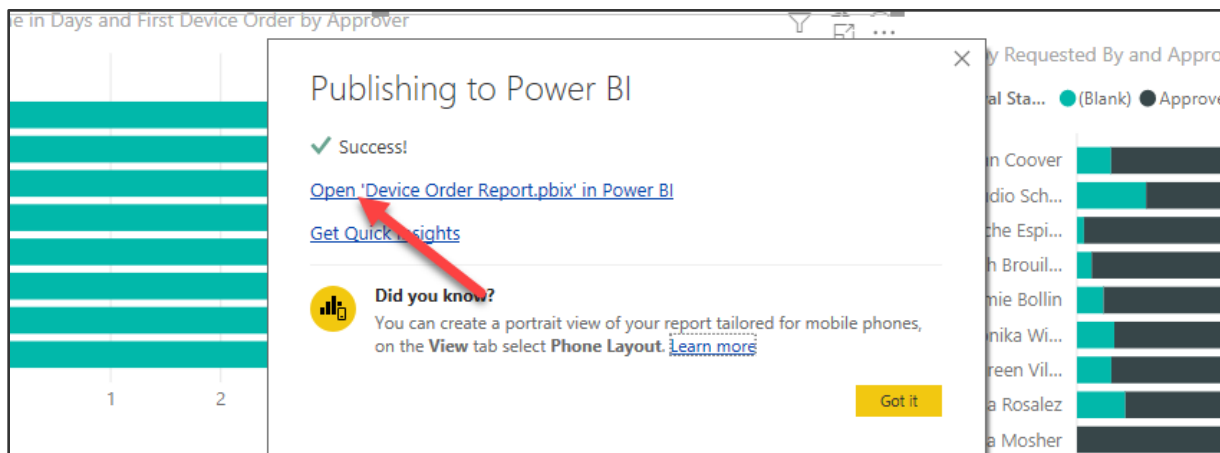 e in Days and First Device Order by Approver
Publishing to Power BI
Success!
Open 'Device Order Report.pbix' in Power BI
Get Quick Insights
Did you know?
You can create a portrait view of your report tailored for mobile phones,
on the View tab select Phone Layout. Learn more
Got it
1
2
y Requested By and Appro
al Sta... (Blank) Approve
n Coover
dio Sch...
che Espi...
h Brouil...
mie Bollin
nika Wi...
reen Vil...
a Rosalez
a Mosher